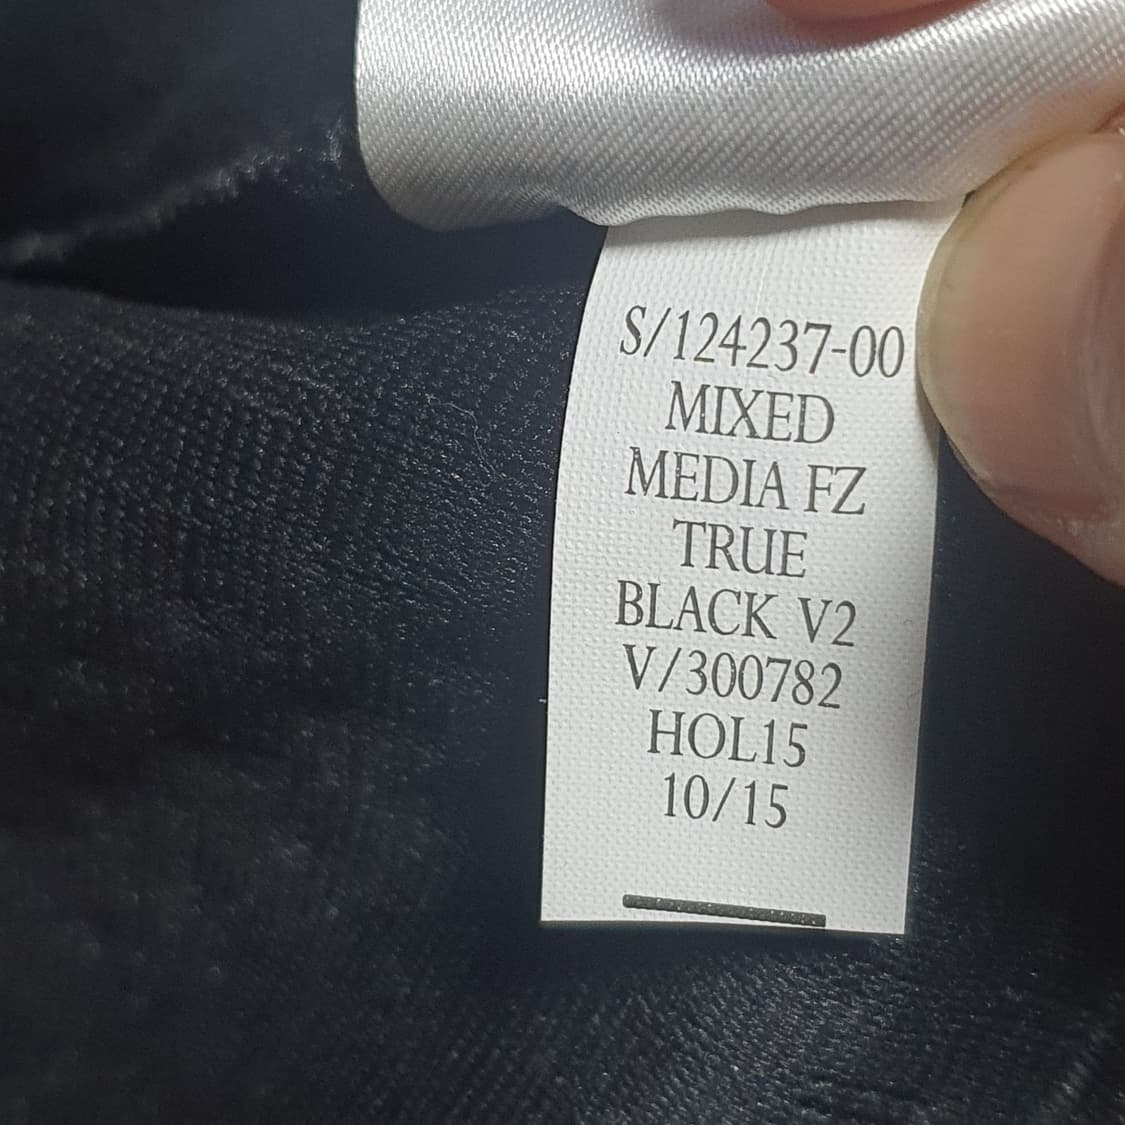 S/124237-00
MIXED
MEDIA FZ
TRUE
BLACK V2
V/300782
HOL15
10/15